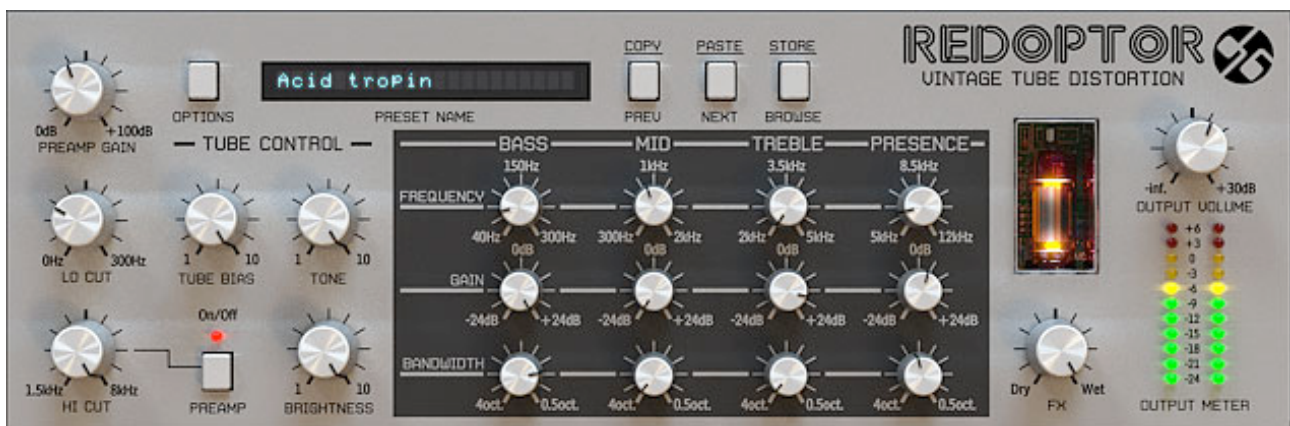 REDOPTOR
VINTAGE TUBE DISTORTION
COPY PASTE STORE
Acid tropin
OPTIONS PRESET NAME PREV NEXT BROWSE
0dB +100dB
PREAMP GAIN
TUBE CONTROL
BASS MID TREBLE PRESENCE
150Hz 1kHz 3.5kHz 8.5kHz
FREQUENCY
40Hz 300Hz 300Hz 2kHz 2kHz 5kHz 5kHz 12kHz
0dB 0dB 0dB 0dB
GAIN
-24dB +24dB -24dB +24dB -24dB +24dB -24dB +24dB
BANDWIDTH
4oct. 0.5oct. 4oct. 0.5oct. 4oct. 0.5oct. 4oct. 0.5oct.
0Hz 300Hz
LO CUT
1 10
TUBE BIAS
1 10
TONE
On/Off
1.5kHz 8kHz
HI CUT
PREAMP
1 10
BRIGHTNESS
-inf. +30dB
OUTPUT VOLUME
+6
+3
0
-3
-6
-9
-12
-15
-18
-21
-24
OUTPUT METER
Dry Wet
FX